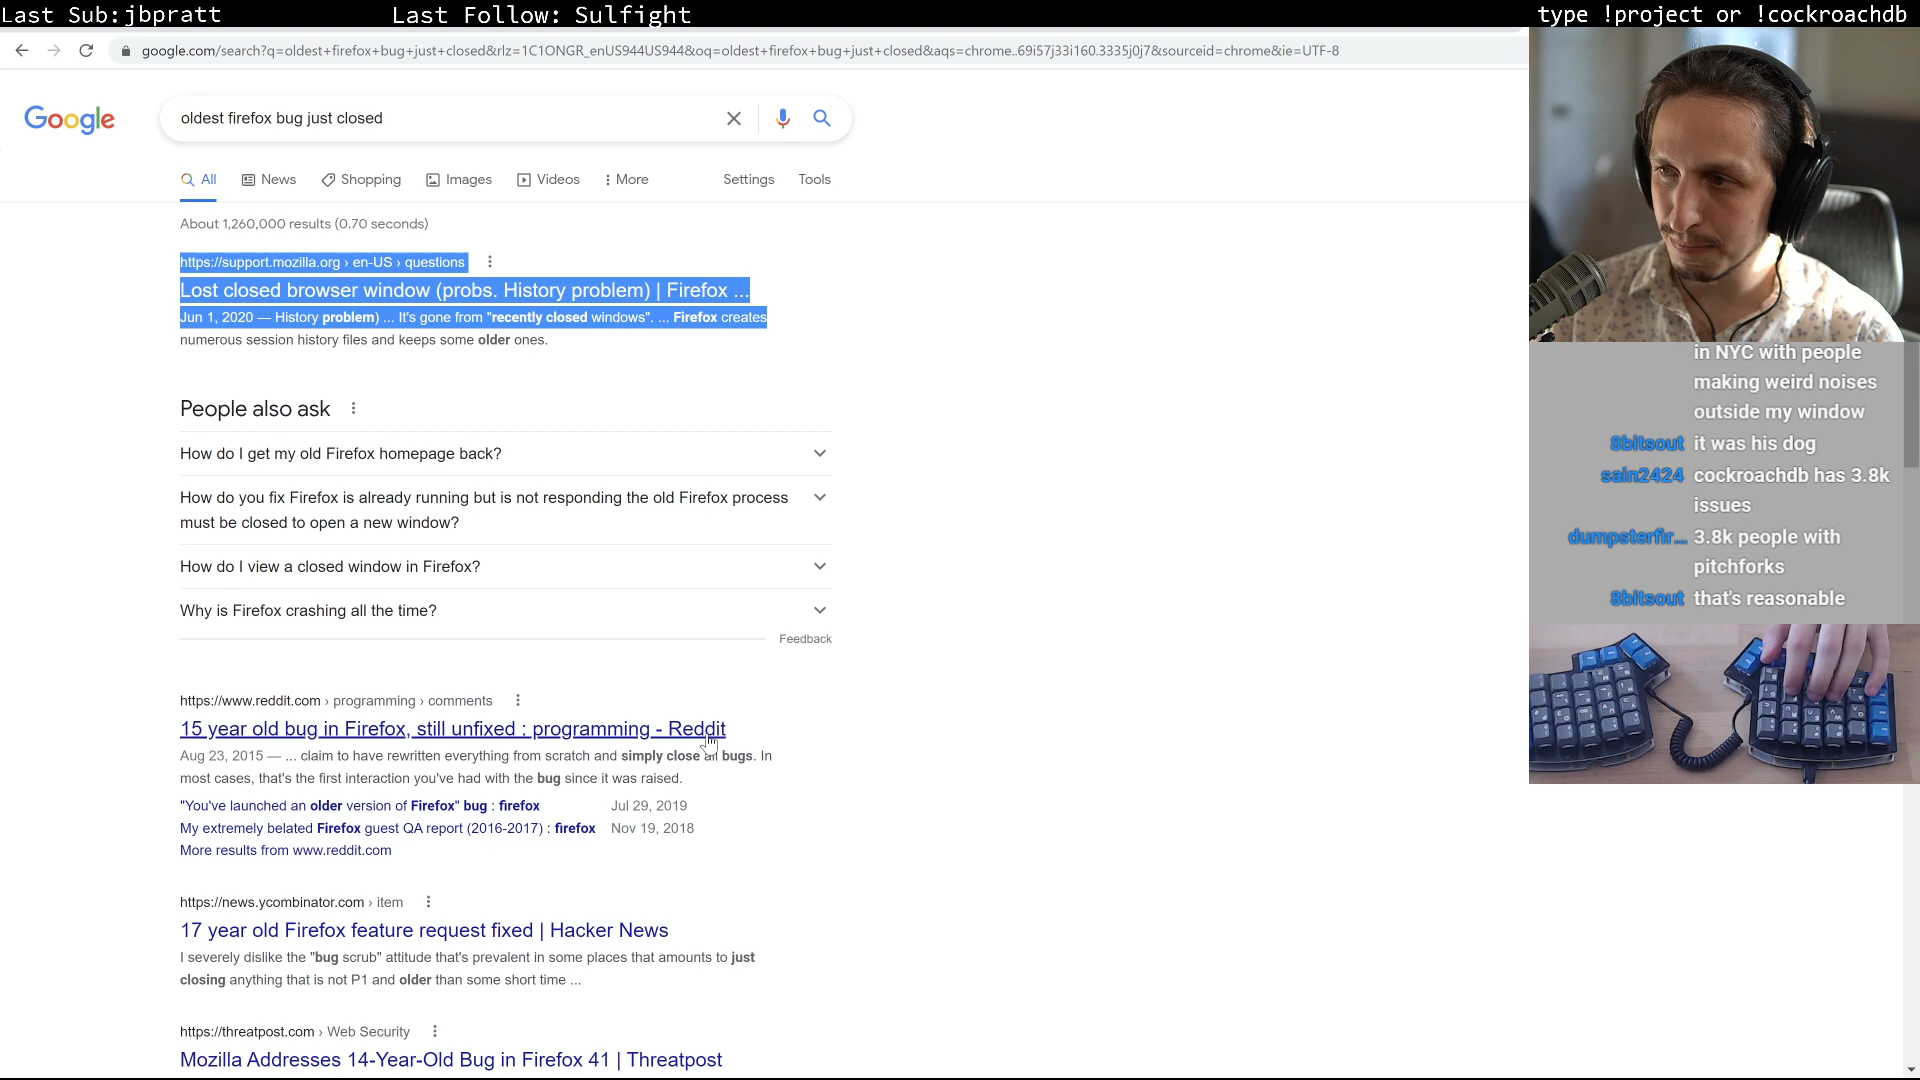 Last Sub:jbpratt
Last Follow: Sulfight
type !project or !cockroachdb
google.com/search?q=oldest+firefox+bug+just+closed&rlz=1C1ONGR_enUS944US944&oq=oldest+firefox+bug+just+closed&aqs=chrome..69i57j33i160.3335j0j7&sourceid=chrome&ie=UTF-8
Google
oldest firefox bug just closed
All
News
Shopping
Images
Videos
More
Settings
Tools
About 1,260,000 results (0.70 seconds)
https://support.mozilla.org › en-US › questions
Lost closed browser window (probs. History problem) | Firefox ...
Jun 1, 2020 — History problem) ... It's gone from "recently closed windows". ... Firefox creates
numerous session history files and keeps some older ones.
People also ask
How do I get my old Firefox homepage back?
How do you fix Firefox is already running but is not responding the old Firefox process
must be closed to open a new window?
How do I view a closed window in Firefox?
Why is Firefox crashing all the time?
Feedback
https://www.reddit.com › programming › comments
15 year old bug in Firefox, still unfixed : programming - Reddit
Aug 23, 2015 — ... claim to have rewritten everything from scratch and simply close all bugs. In
most cases, that's the first interaction you've had with the bug since it was raised.
"You've launched an older version of Firefox" bug : firefox Jul 29, 2019
My extremely belated Firefox guest QA report (2016-2017) : firefox Nov 19, 2018
More results from www.reddit.com
https://news.ycombinator.com › item
17 year old Firefox feature request fixed | Hacker News
I severely dislike the "bug scrub" attitude that's prevalent in some places that amounts to just
closing anything that is not P1 and older than some short time ...
https://threatpost.com › Web Security
Mozilla Addresses 14-Year-Old Bug in Firefox 41 | Threatpost
in NYC with people
making weird noises
outside my window
8bitsout it was his dog
sain2424 cockroachdb has 3.8k
issues
dumpsterfir... 3.8k people with
pitchforks
8bitsout that's reasonable